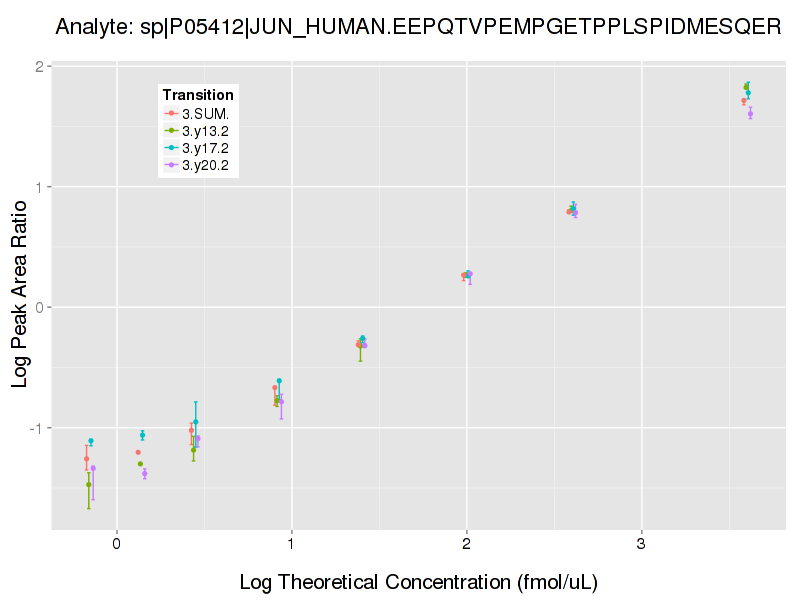 Analyte: sp|P05412|JUN_HUMAN.EEPQTVPEMPGETPPLSPIDMESQER
Transition
3.SUM.
3.y13.2
3.y17.2
3.y20.2
Log Peak Area Ratio
2
1
0
-1
0 1 2 3
Log Theoretical Concentration (fmol/uL)